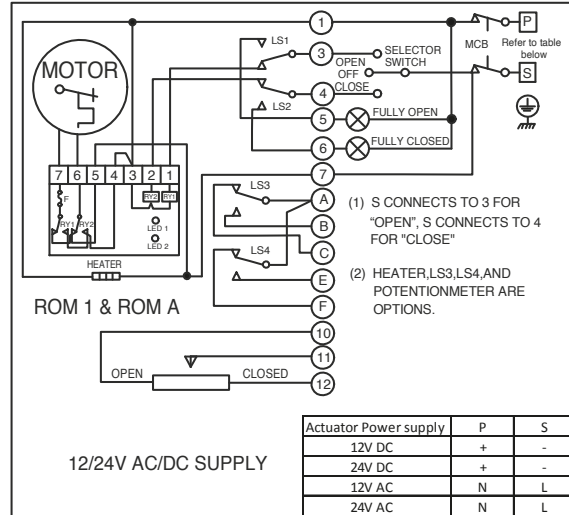 1
P
LS1
MCB
Refer to table
below
3
SELECTOR
SWITCH
OPEN
OFF
S
MOTOR
4
CLOSE
LS2
5
FULLY OPEN
6
FULLY CLOSED
7
7 6 5 4 3 2 1
F
RY2 RY1
RY1 RY2
LED 1
LED 2
LS3
A
B
C
(1) S CONNECTS TO 3 FOR
“OPEN”, S CONNECTS TO 4
FOR "CLOSE"
HEATER
LS4
E
F
(2) HEATER,LS3,LS4,AND
POTENTIONMETER ARE
OPTIONS.
ROM 1 & ROM A
10
11
12
OPEN
CLOSED
12/24V AC/DC SUPPLY
Actuator Power supply P S
12V DC + -
24V DC + -
12V AC N L
24V AC N L